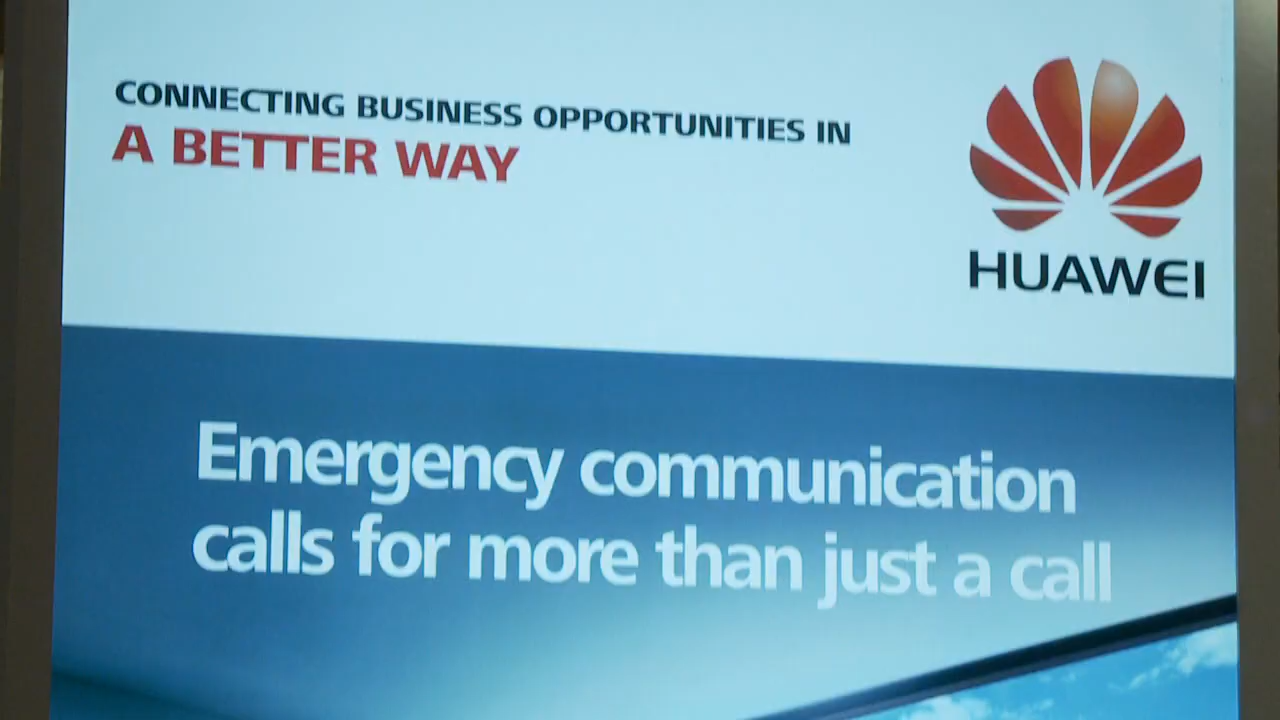 CONNECTING BUSINESS OPPORTUNITIES IN
A BETTER WAY
HUAWEI
Emergency communication
calls for more than just a call